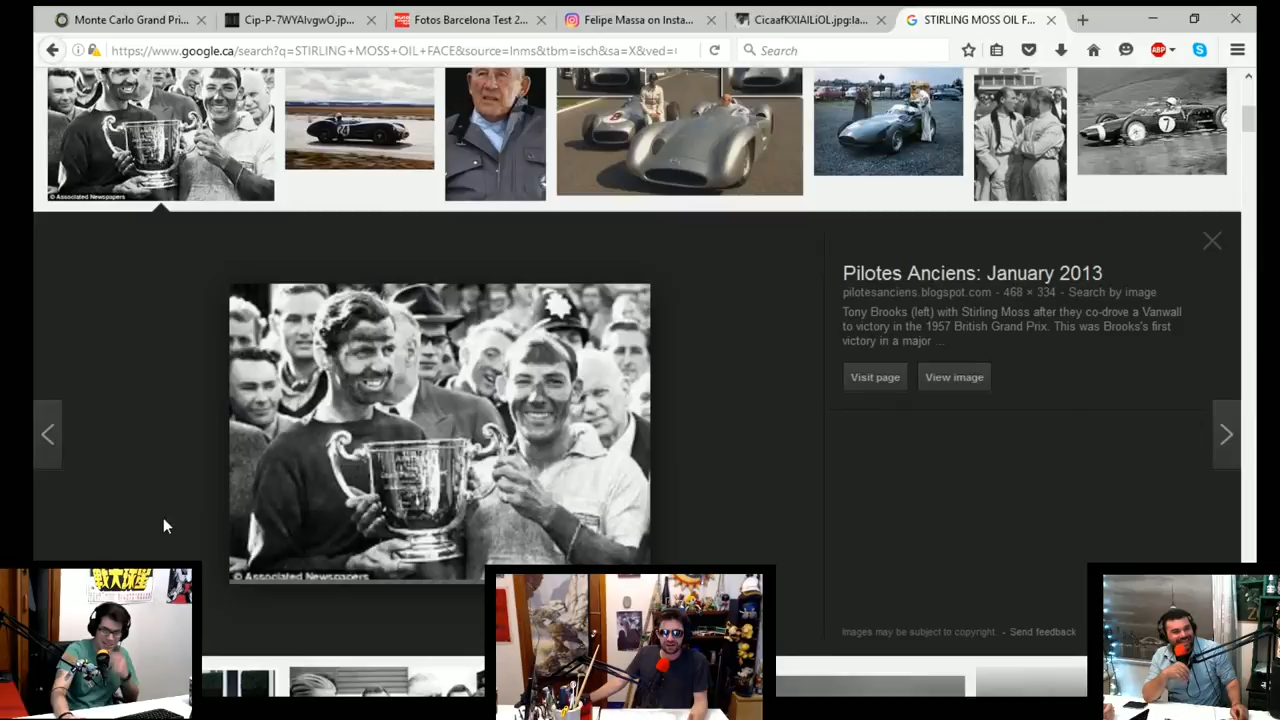 Monte Carlo Grand Pri...
Cip-P-7WYAIvgwO.jp...
Fotos Barcelona Test 2...
Felipe Massa on Insta...
CicaafKXIAILiOL.jpg:la...
STIRLING MOSS OIL F...
https://www.google.ca/search?q=STIRLING+MOSS+OIL+FACE&source=lnms&tbm=isch&sa=X&ved=
Search
ABP
© Associated Newspapers
7
Pilotes Anciens: January 2013
pilotesanciens.blogspot.com - 468 × 334 - Search by image
Tony Brooks (left) with Stirling Moss after they co-drove a Vanwall
to victory in the 1957 British Grand Prix. This was Brooks's first
victory in a major ...
Visit page
View image
© Associated Newspapers
Images may be subject to copyright. - Send feedback